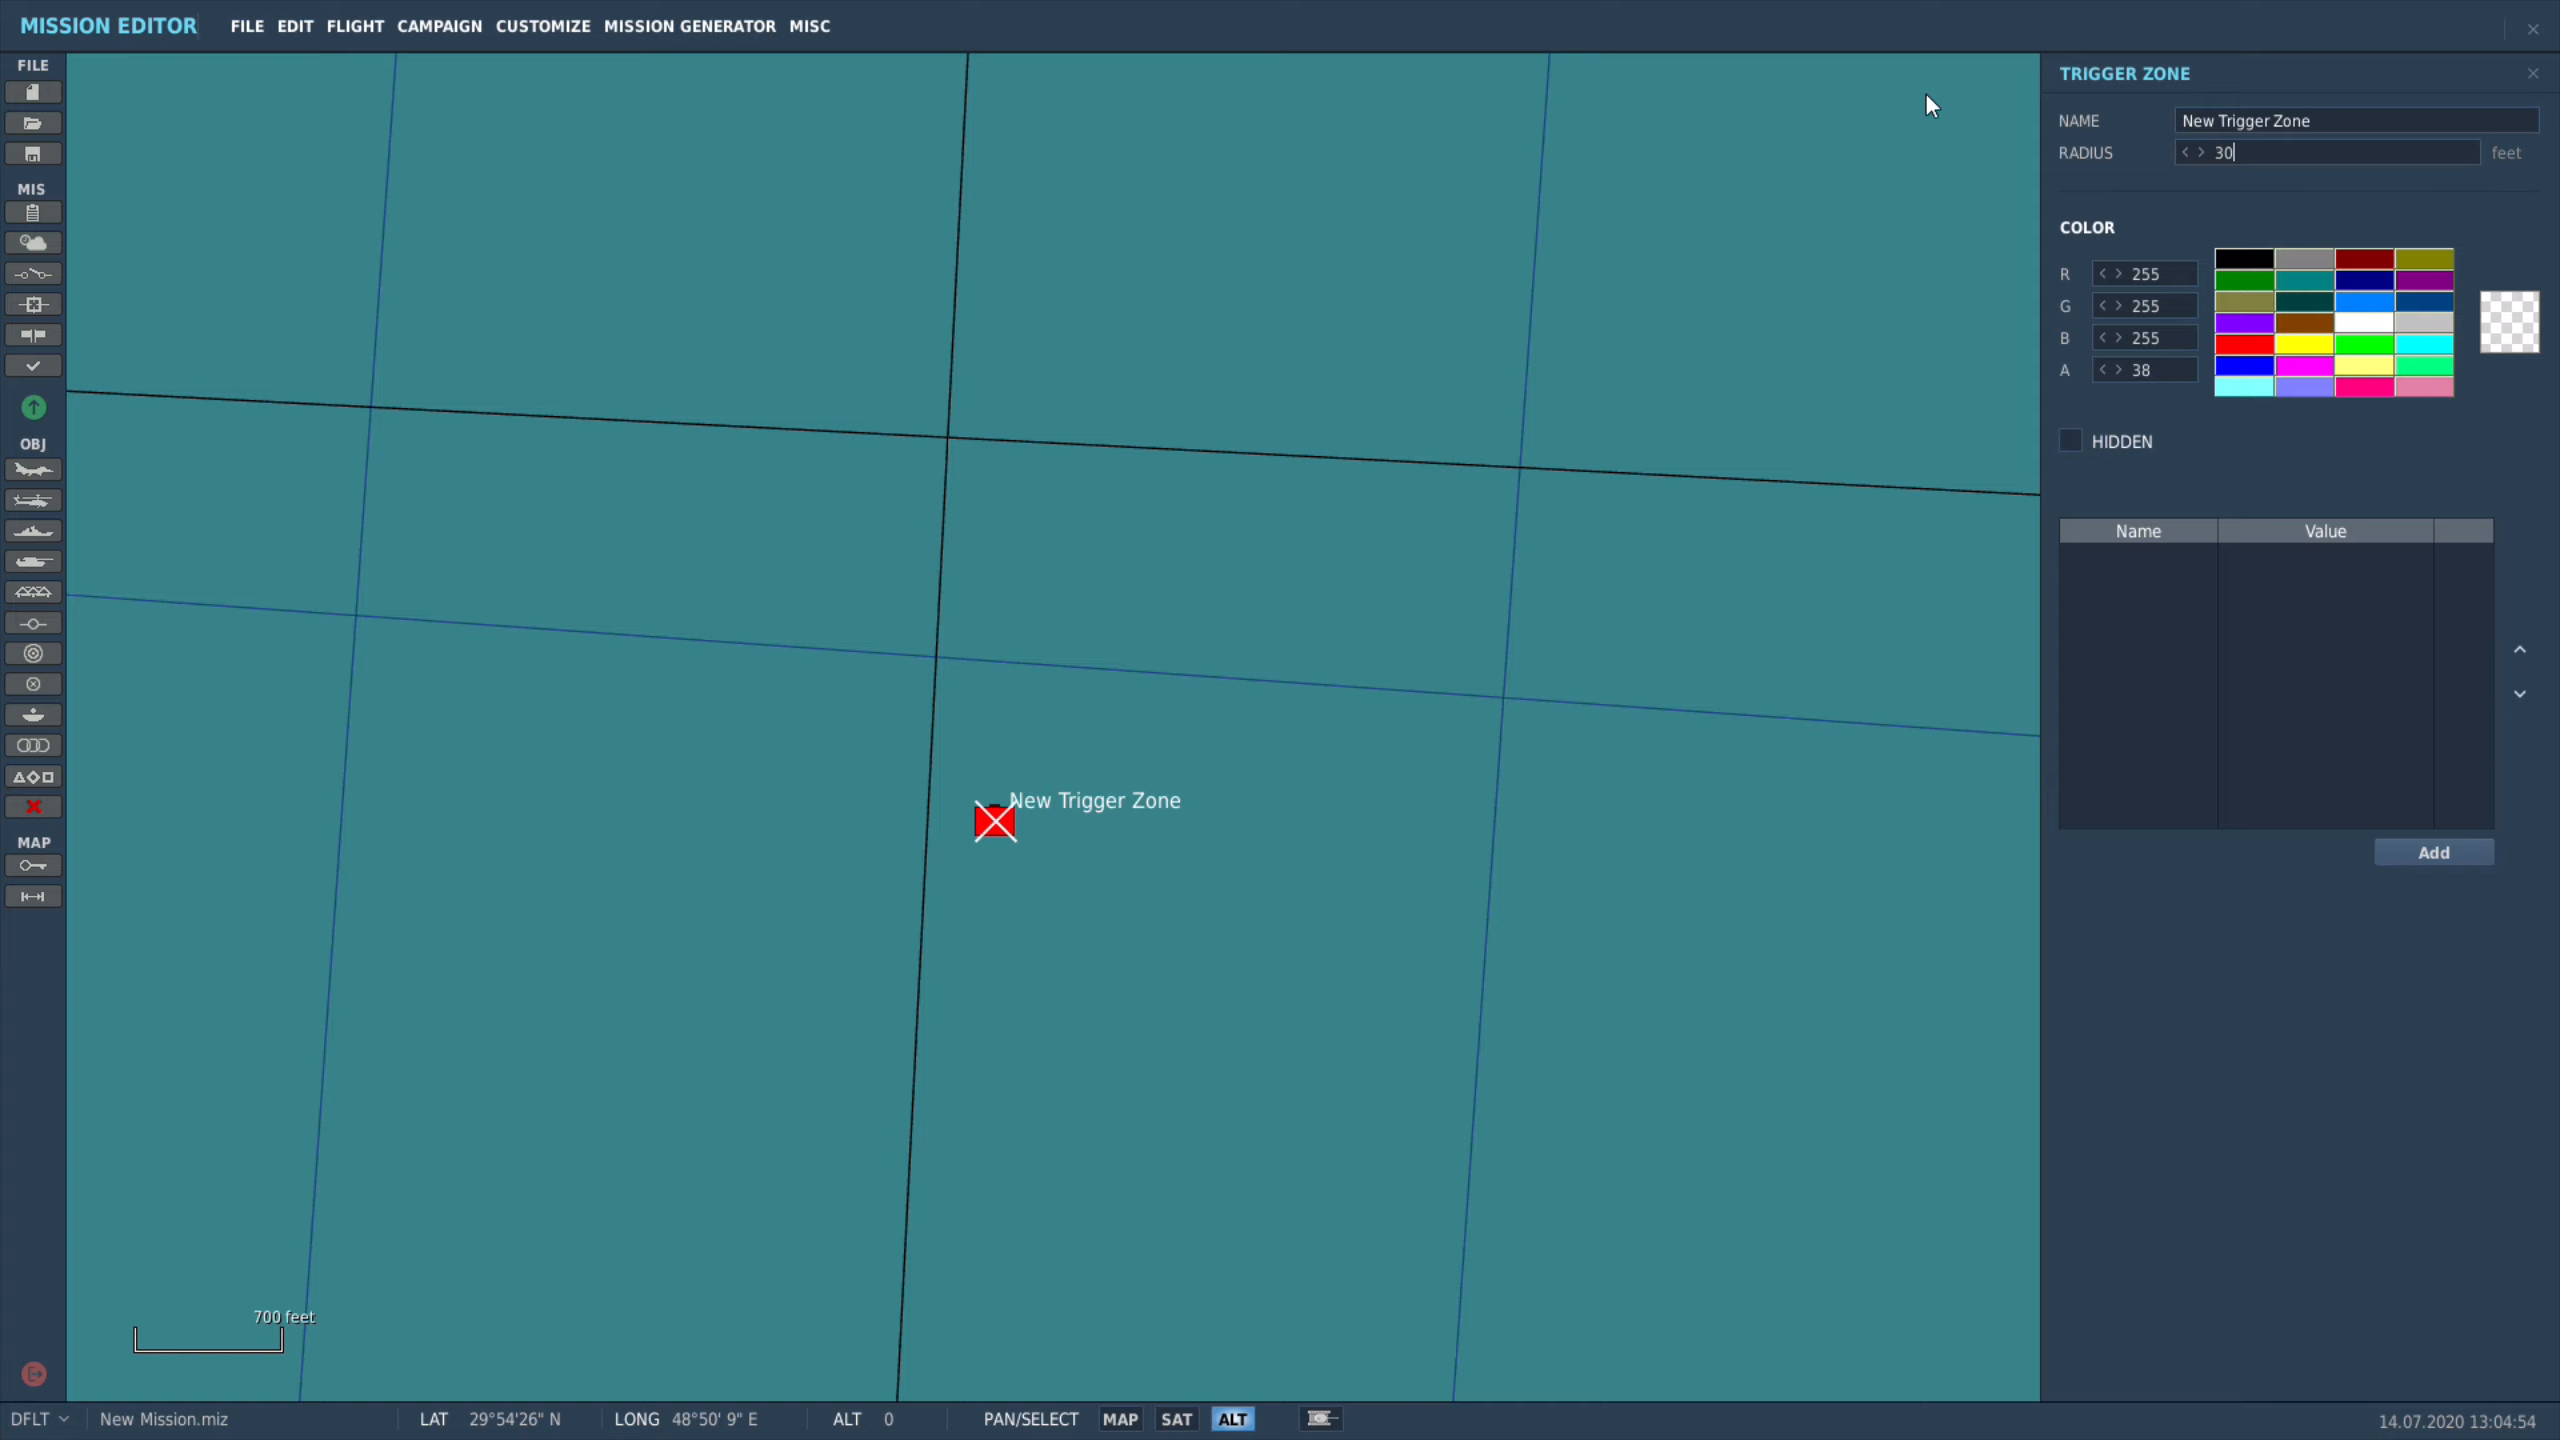 MISSION EDITOR FILE EDIT FLIGHT CAMPAIGN CUSTOMIZE MISSION GENERATOR MISC
FILE
MIS
OBJ
MAP
TRIGGER ZONE
NAME New Trigger Zone
RADIUS < > 30 feet
COLOR
R < > 255
G < > 255
B < > 255
A < > 38
HIDDEN
Name Value
Add
New Trigger Zone
700 feet
DFLT New Mission.miz LAT 29°54'26" N LONG 48°50' 9" E ALT 0 PAN/SELECT MAP SAT ALT 14.07.2020 13:04:54